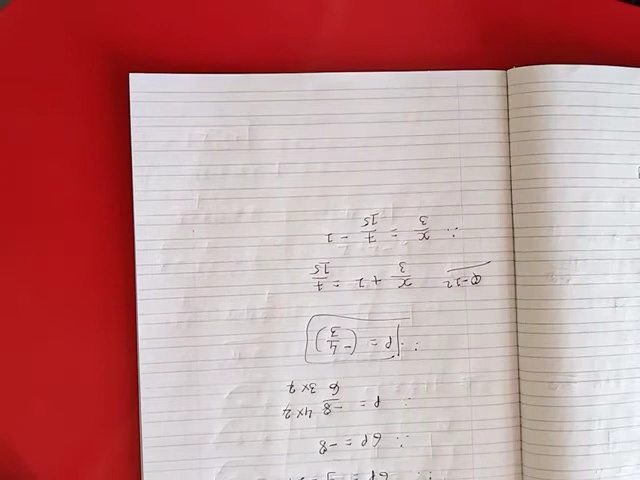 ∴ 6P = 
∴ 6P = -8
∴ P = -8 4×2 / 6 3×2
∴ P = (-4/3)
Q-12 x/3 + 1 = 7/15
∴ x/3 = 7/15 - 1